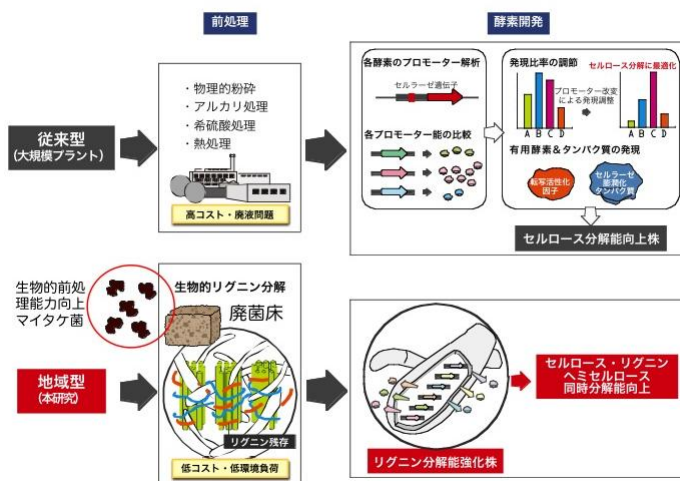 前処理
酵素開発
従来型
(大規模プラント)
・物理的粉砕
・アルカリ処理
・希硫酸処理
・熱処理
高コスト・廃液問題
各酵素のプロモーター解析
セルラーゼ遺伝子
各プロモーター能の比較
発現比率の調節
セルロース分解に最適化
プロモーター改変
による発現調整
A B C D
A B C D
有用酵素&タンパク質の発現
転写活性化
因子
セルラーゼ
膨潤化
タンパク質
セルロース分解能向上株
生物的前処
理能力向上
マイタケ菌
地域型
(本研究)
生物的リグニン分解
廃菌床
リグニン残存
低コスト・低環境負荷
リグニン分解能強化株
セルロース・リグニン
ヘミセルロース
同時分解能向上